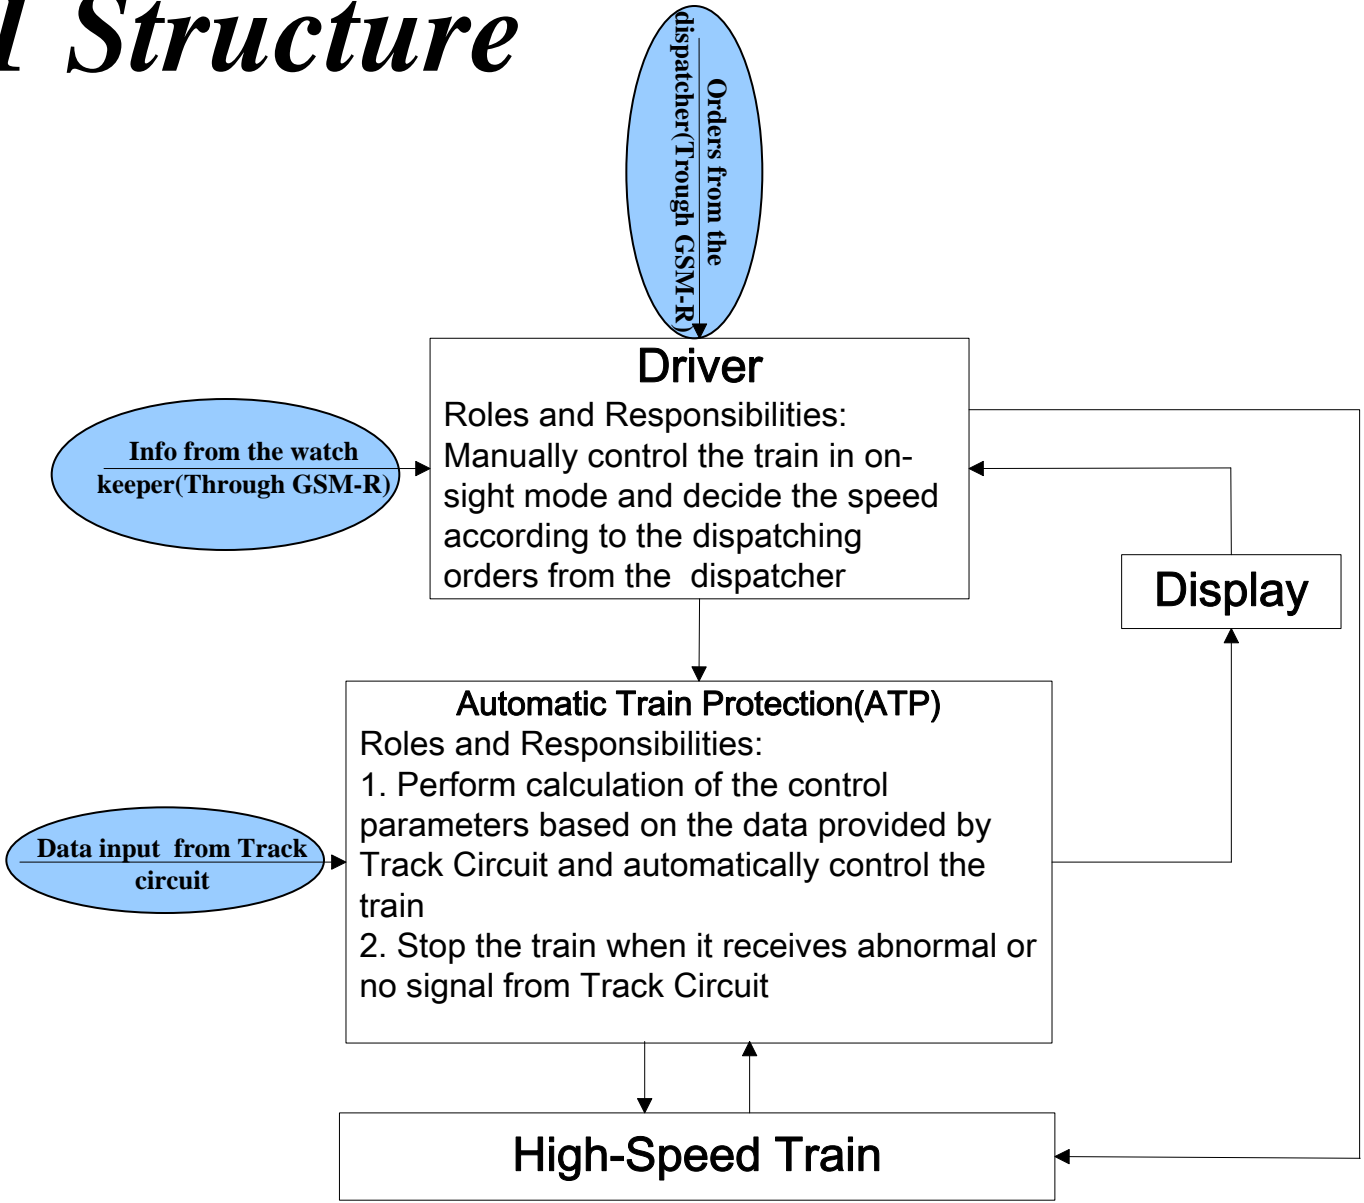 Structure
Orders from the
dispatcher(Trough GSM-R)
Driver
Roles and Responsibilities:
Manually control the train in on-
sight mode and decide the speed
according to the dispatching
orders from the dispatcher
Info from the watch
keeper(Through GSM-R)
Display
Automatic Train Protection(ATP)
Roles and Responsibilities:
1. Perform calculation of the control
parameters based on the data provided by
Track Circuit and automatically control the
train
2. Stop the train when it receives abnormal or
no signal from Track Circuit
Data input from Track
circuit
High-Speed Train